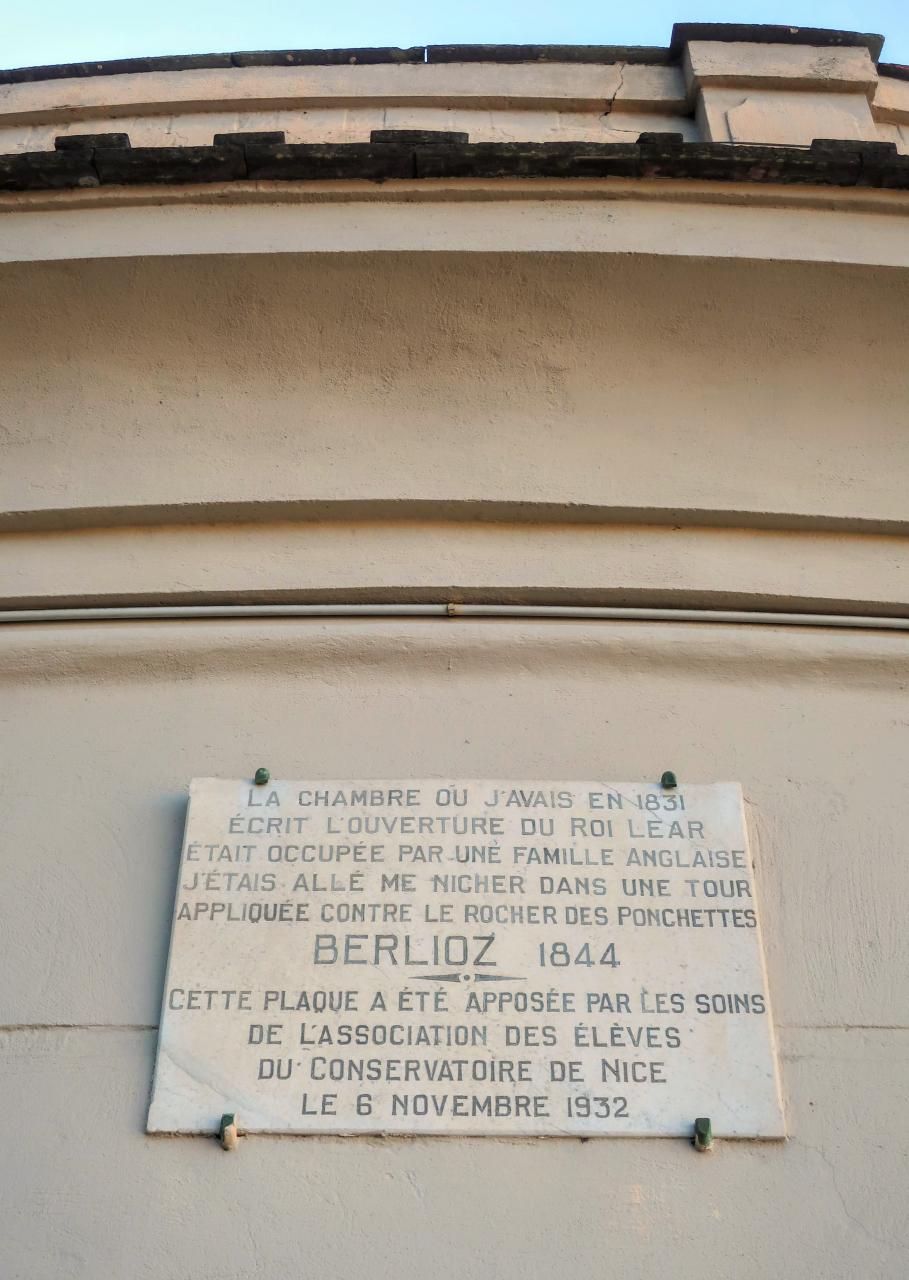 LA CHAMBRE OÙ J'AVAIS EN 1831
ÉCRIT L'OUVERTURE DU ROI LEAR
ÉTAIT OCCUPÉE PAR UNE FAMILLE ANGLAISE
J'ÉTAIS ALLÉ ME NICHER DANS UNE TOUR
APPLIQUÉE CONTRE LE ROCHER DES PONCHETTES
BERLIOZ 1844
CETTE PLAQUE A ÉTÉ APPOSÉE PAR LES SOINS
DE L'ASSOCIATION DES ÉLÈVES
DU CONSERVATOIRE DE NICE
LE 6 NOVEMBRE 1932